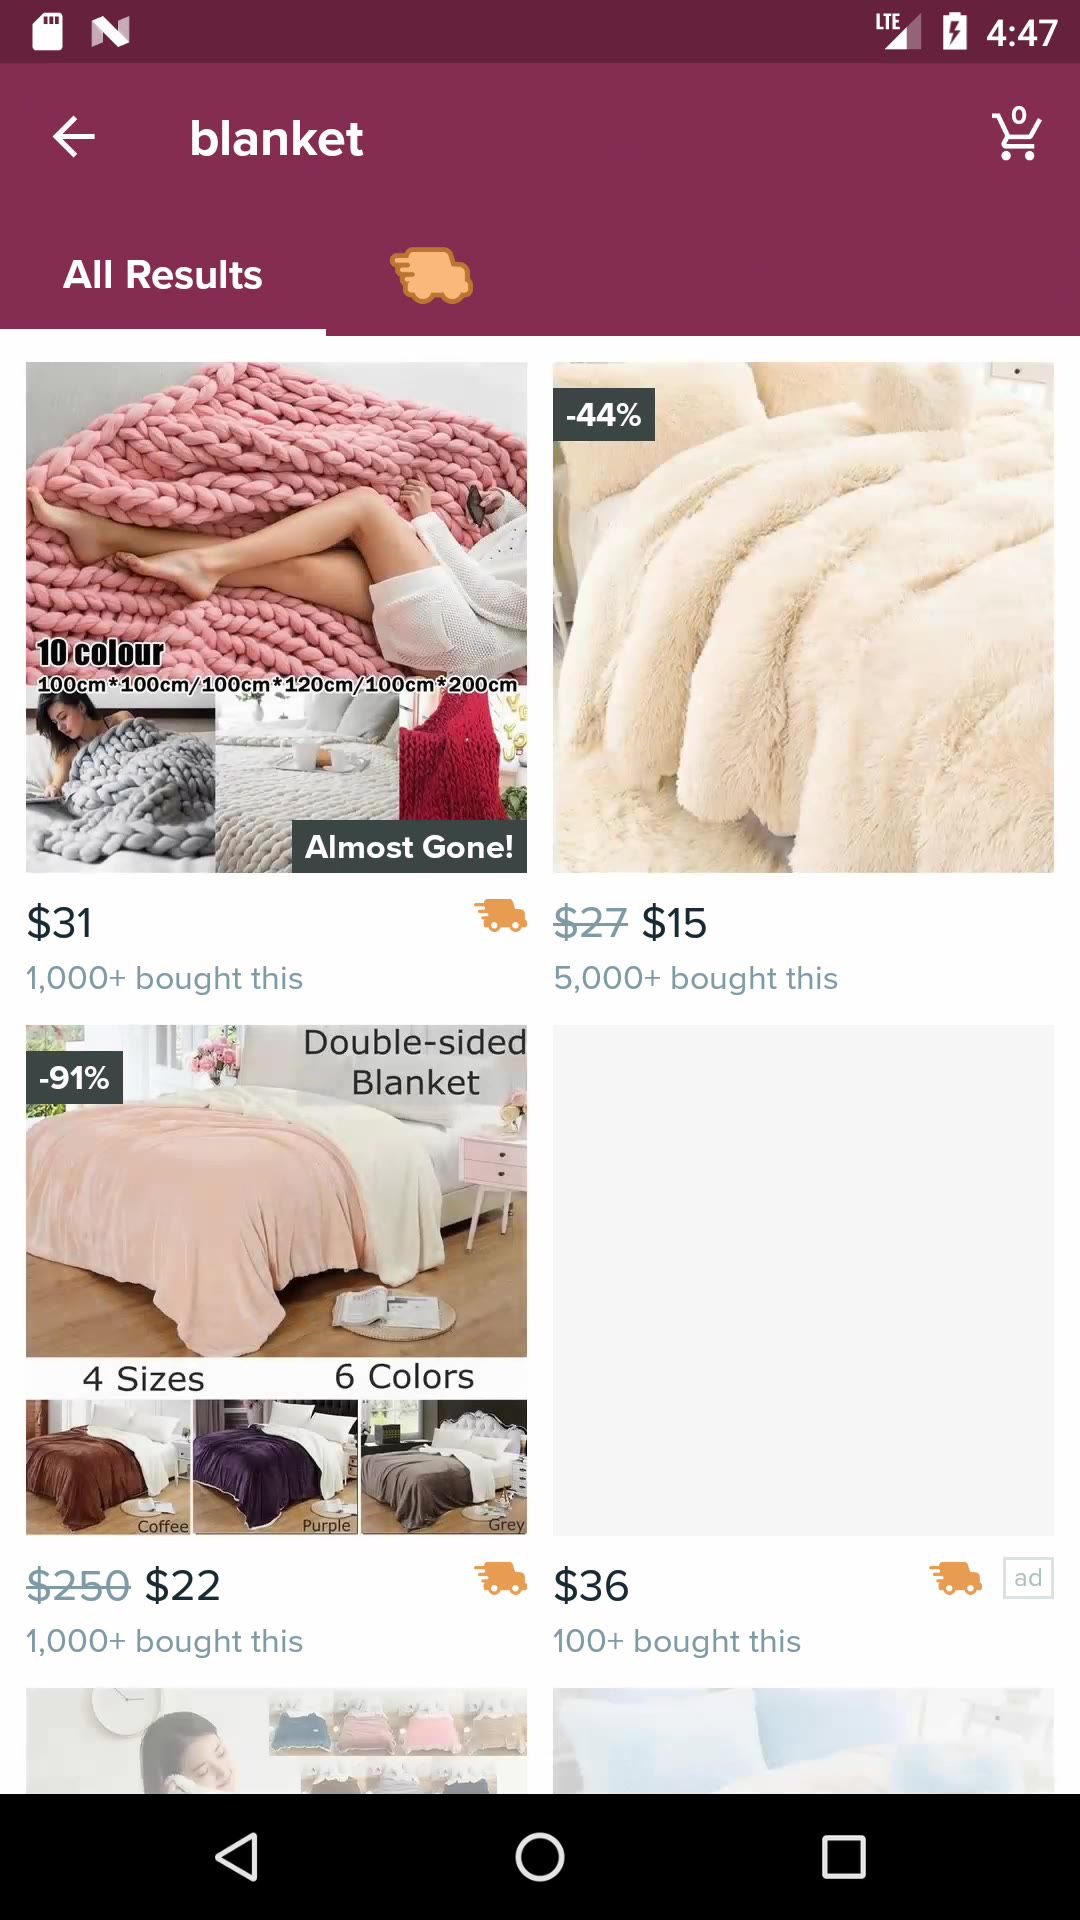 LTE 4:47
blanket
0
All Results
10 colour
100cm*100cm/100cm*120cm/100cm*200cm
Almost Gone!
-44%
$31
1,000+ bought this
$27 $15
5,000+ bought this
-91%
Double-sided
Blanket
4 Sizes 6 Colors
Coffee Purple Grey
$250 $22
1,000+ bought this
$36
ad
100+ bought this